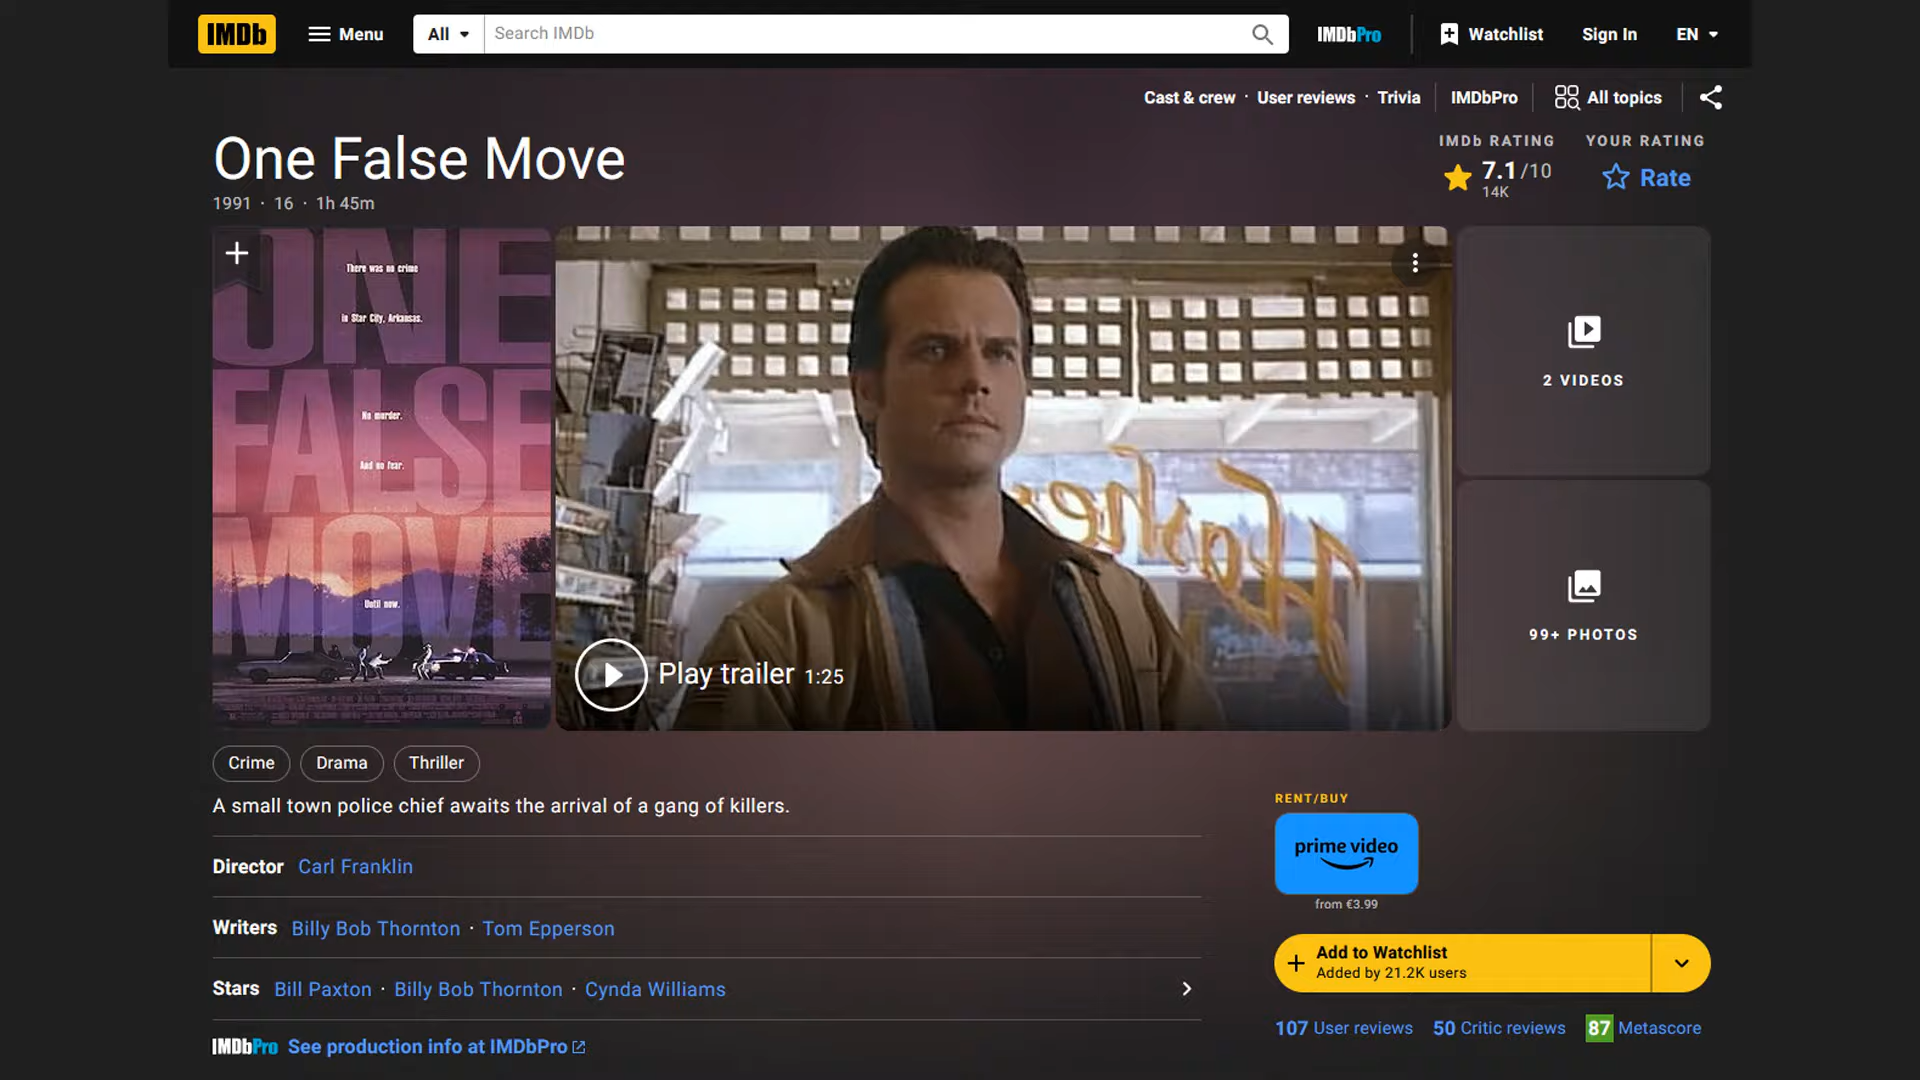 IMDb
Menu
All
Search IMDb
IMDbPro
Watchlist
Sign In
EN
Cast & crew · User reviews · Trivia
IMDbPro
All topics
One False Move
1991 · 16 · 1h 45m
IMDb RATING
7.1/10
14K
YOUR RATING
Rate
ONE
There was no crime
in Star City, Arkansas.
FALSE
No murder.
And no fear.
MOVE
Until now.
Play trailer 1:25
2 VIDEOS
99+ PHOTOS
Crime
Drama
Thriller
A small town police chief awaits the arrival of a gang of killers.
Director Carl Franklin
Writers Billy Bob Thornton · Tom Epperson
Stars Bill Paxton · Billy Bob Thornton · Cynda Williams
IMDbPro See production info at IMDbPro
RENT/BUY
prime video
from €3.99
Add to Watchlist
Added by 21.2K users
107 User reviews
50 Critic reviews
87 Metascore